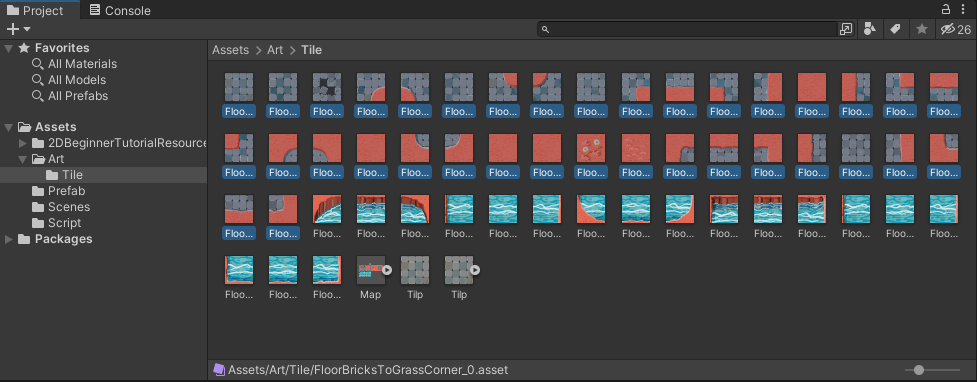 Project
Console
26
Favorites
All Materials
All Models
All Prefabs
Assets
2DBeginnerTutorialResource
Art
Tile
Prefab
Scenes
Script
Packages
Assets > Art > Tile
Floo... Floo... Floo... Floo... Floo... Floo... Floo... Floo... Floo... Floo... Floo... Floo... Floo... Floo... Floo... Floo... Floo...
Floo... Floo... Floo... Floo... Floo... Floo... Floo... Floo... Floo... Floo... Floo... Floo... Floo... Floo... Floo... Floo... Floo...
Floo... Floo... Floo... Floo... Floo... Floo... Floo... Floo... Floo... Floo... Floo... Floo... Floo... Floo... Floo... Floo... Floo...
Floo... Floo... Floo... Map Tilp Tilp
Assets/Art/Tile/FloorBricksToGrassCorner_0.asset